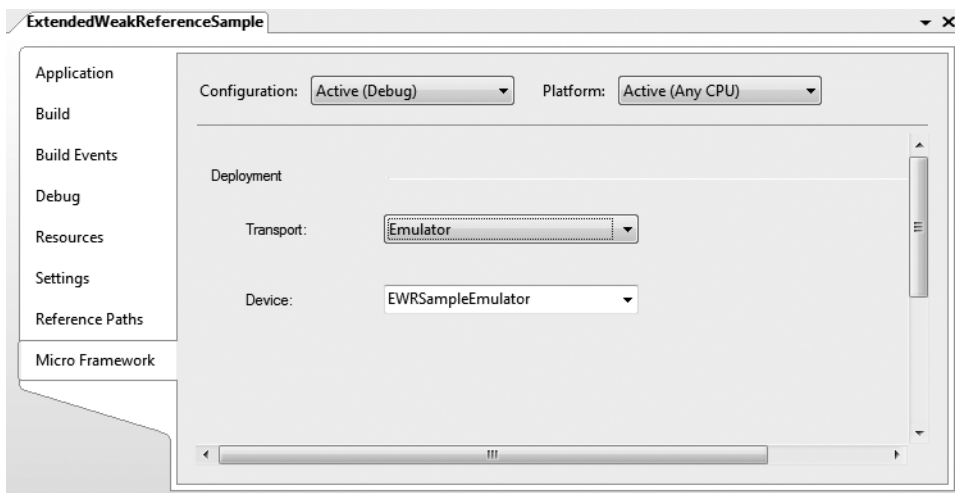 ExtendedWeakReferenceSample
Application
Build
Build Events
Debug
Resources
Settings
Reference Paths
Micro Framework
Configuration: Active (Debug) Platform: Active (Any CPU)
Deployment
Transport: Emulator
Device: EWRSampleEmulator